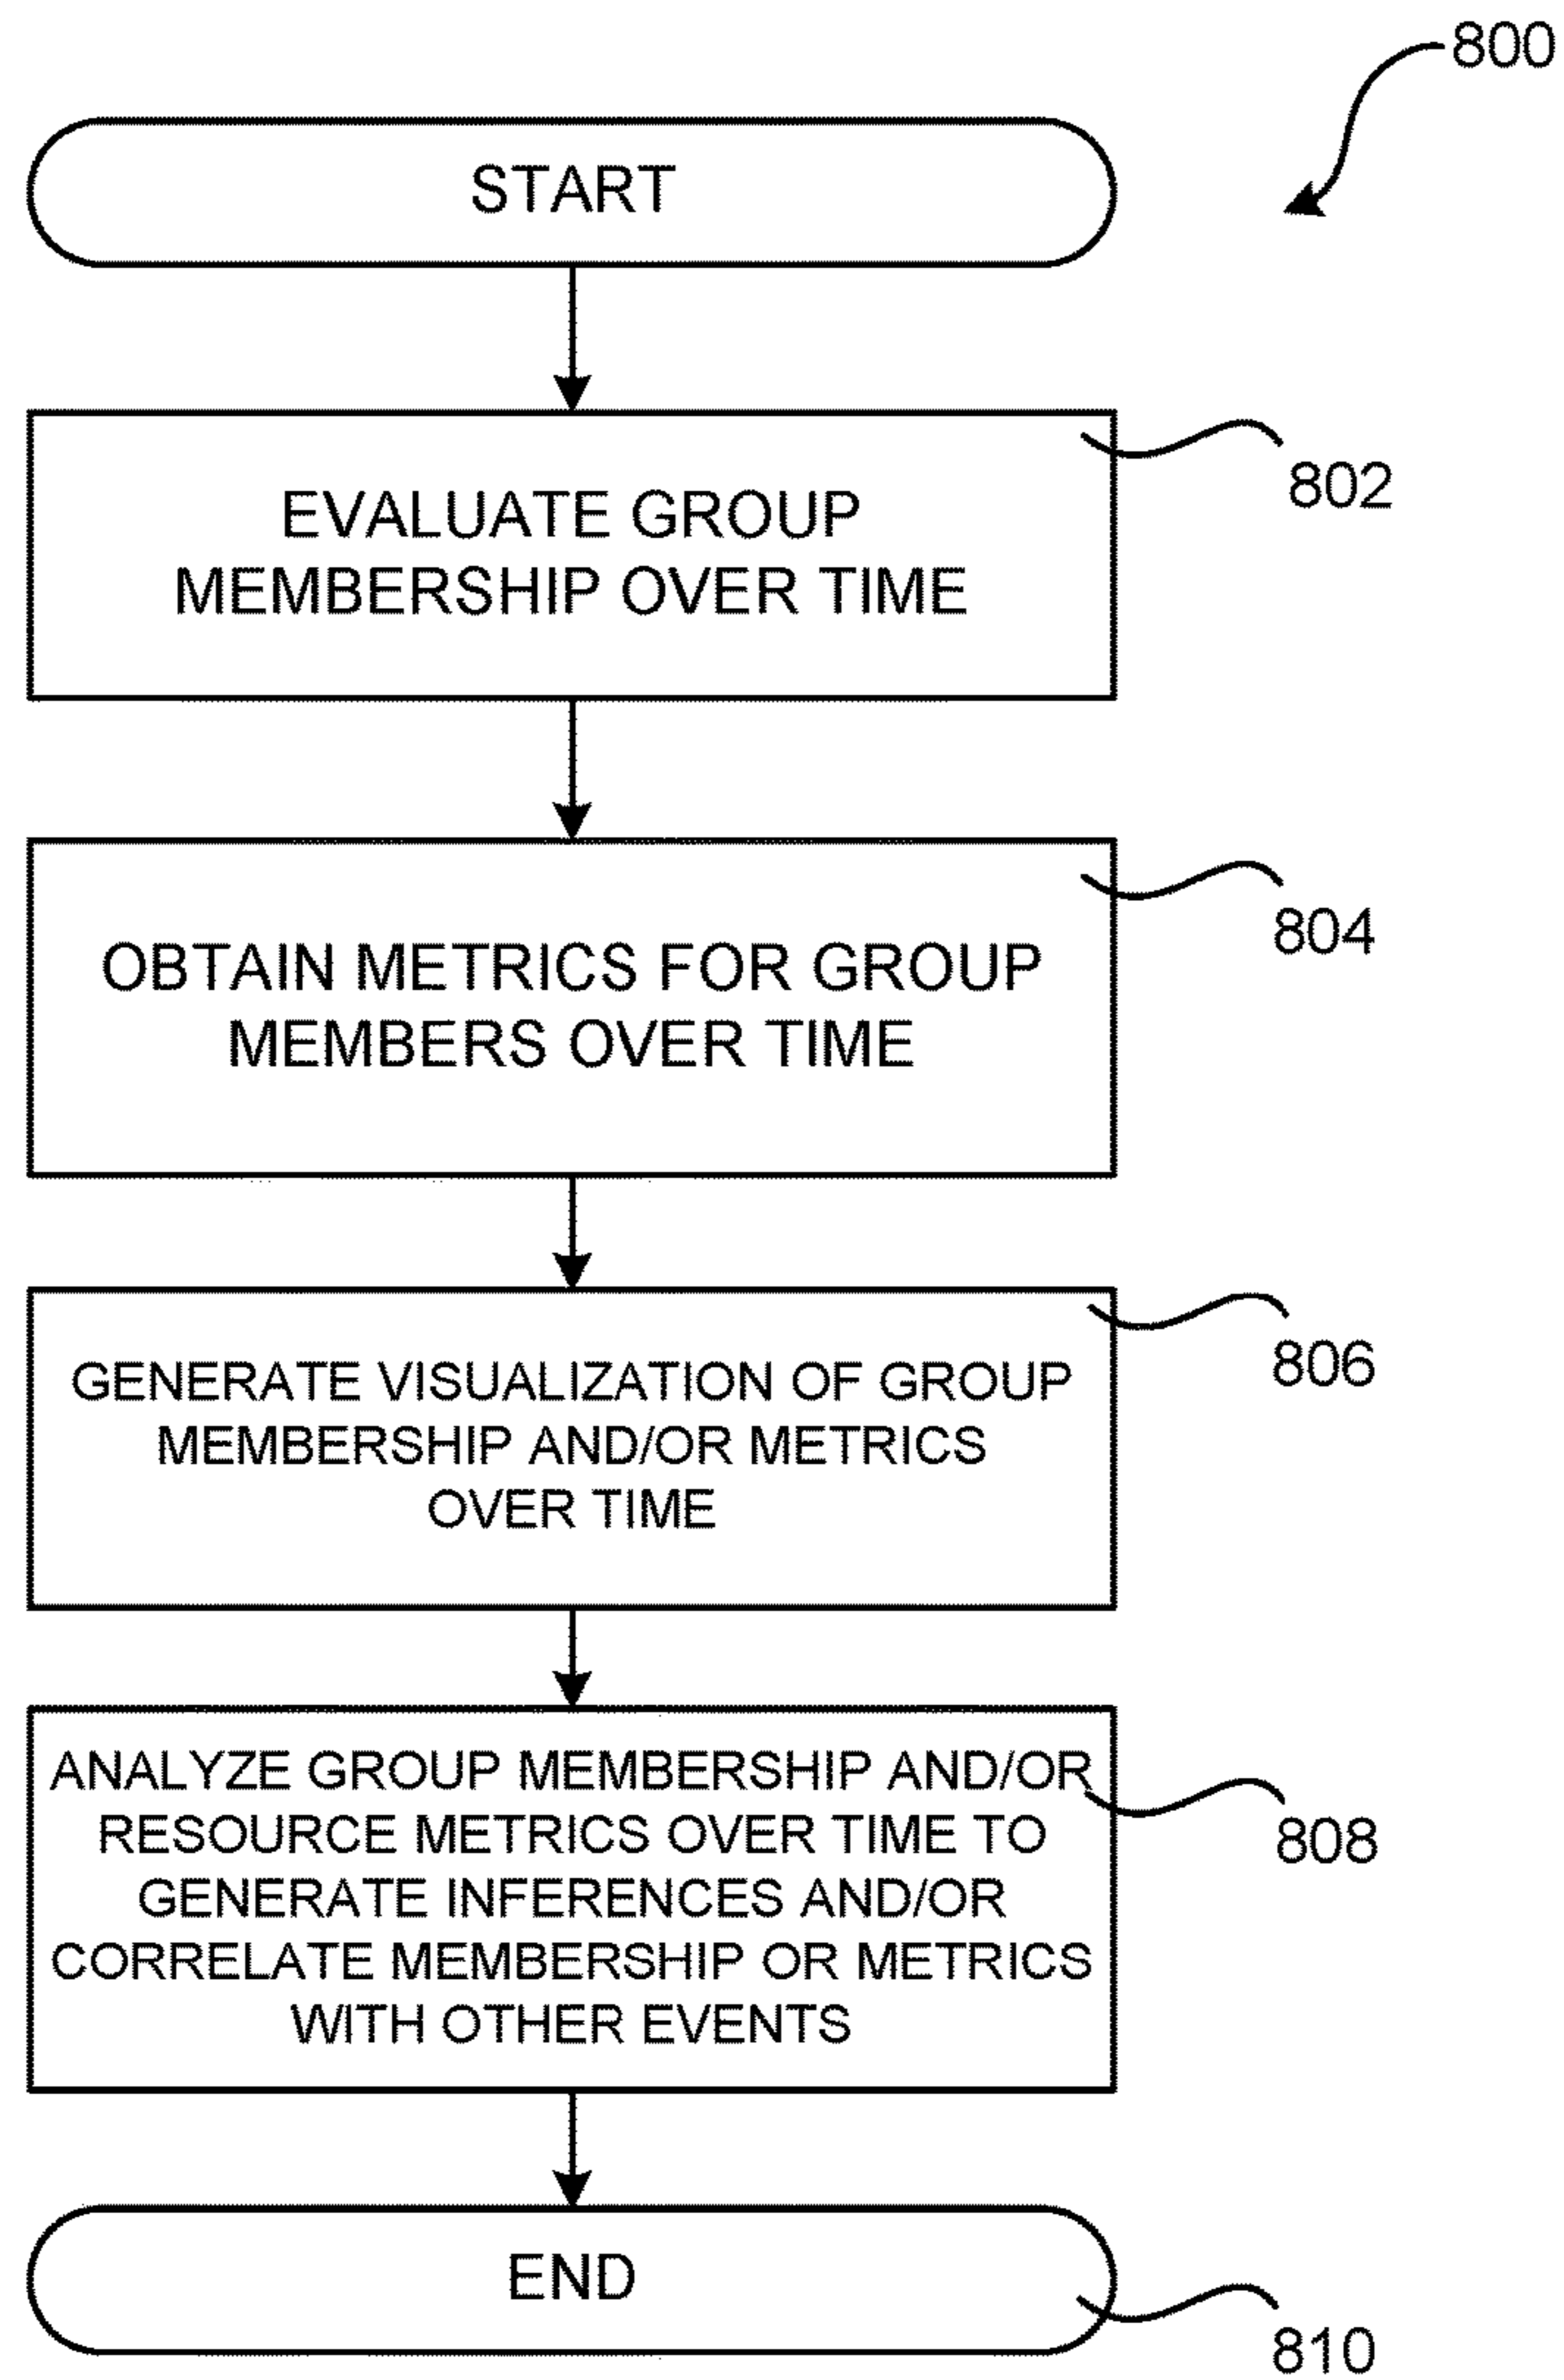 800
START
802
EVALUATE GROUP
MEMBERSHIP OVER TIME
804
OBTAIN METRICS FOR GROUP
MEMBERS OVER TIME
806
GENERATE VISUALIZATION OF GROUP
MEMBERSHIP AND/OR METRICS
OVER TIME
808
ANALYZE GROUP MEMBERSHIP AND/OR
RESOURCE METRICS OVER TIME TO
GENERATE INFERENCES AND/OR
CORRELATE MEMBERSHIP OR METRICS
WITH OTHER EVENTS
END
810